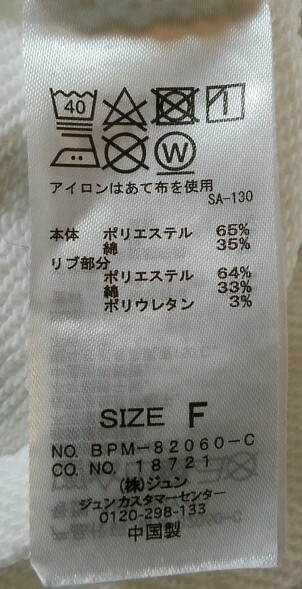 40
W
アイロンはあて布を使用
SA-130
本体 ポリエステル 65%
綿 35%
リブ部分
ポリエステル 64%
綿 33%
ポリウレタン 3%
SIZE F
NO. BPM-82060-C
CO. NO. 18721
(株)ジュン
ジュンカスタマーセンター
0120-298-133
中国製